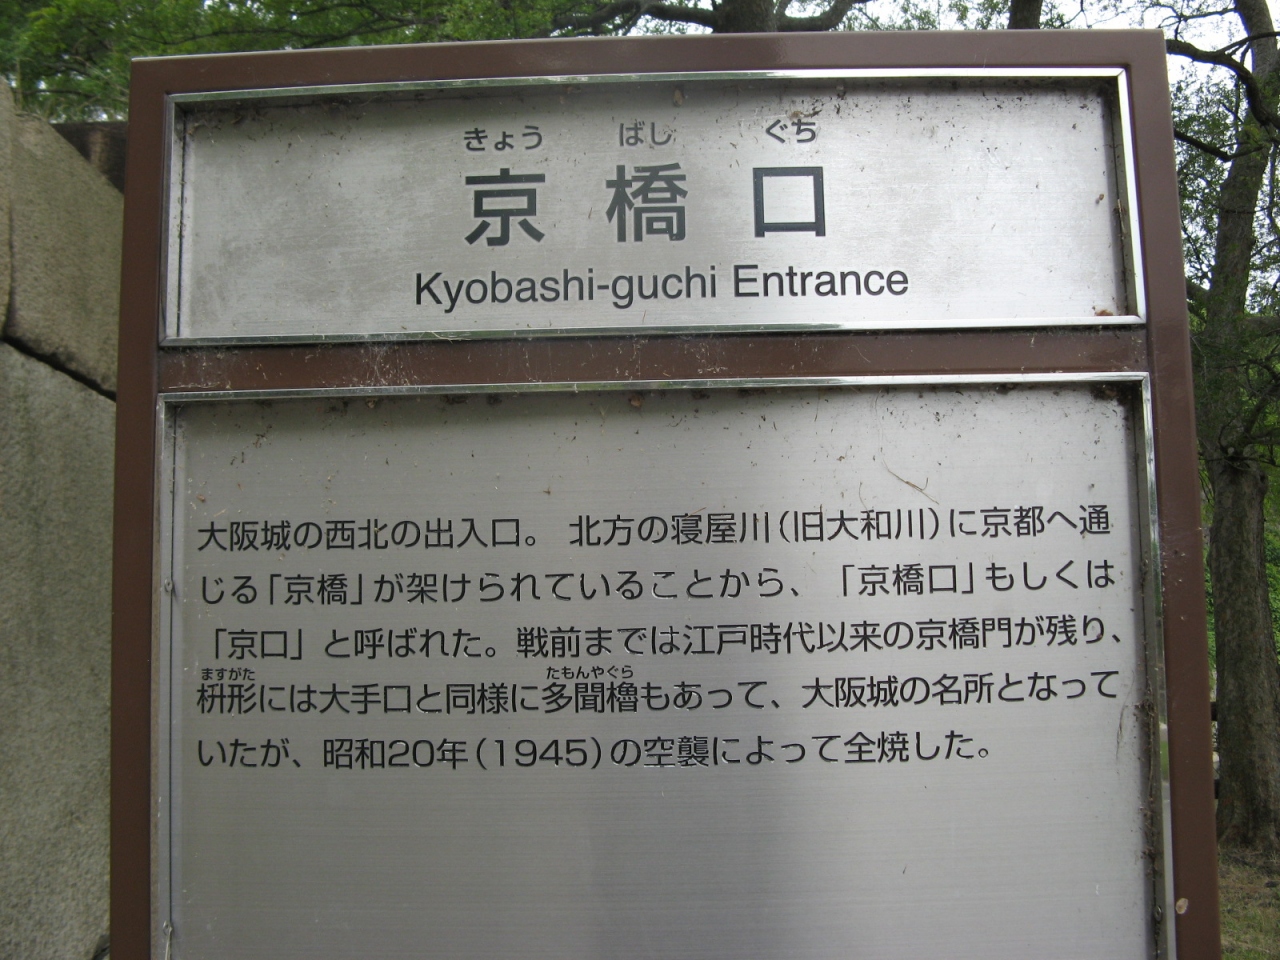 きょう ばし ぐち
京橋口
Kyobashi-guchi Entrance
大阪城の西北の出入口。 北方の寝屋川(旧大和川)に京都へ通
じる「京橋」が架けられていることから、「京橋口」もしくは
「京口」と呼ばれた。戦前までは江戸時代以来の京橋門が残り、
ますがた たもんやぐら
枡形には大手口と同様に多聞櫓もあって、大阪城の名所となって
いたが、昭和20年(1945)の空襲によって全焼した。